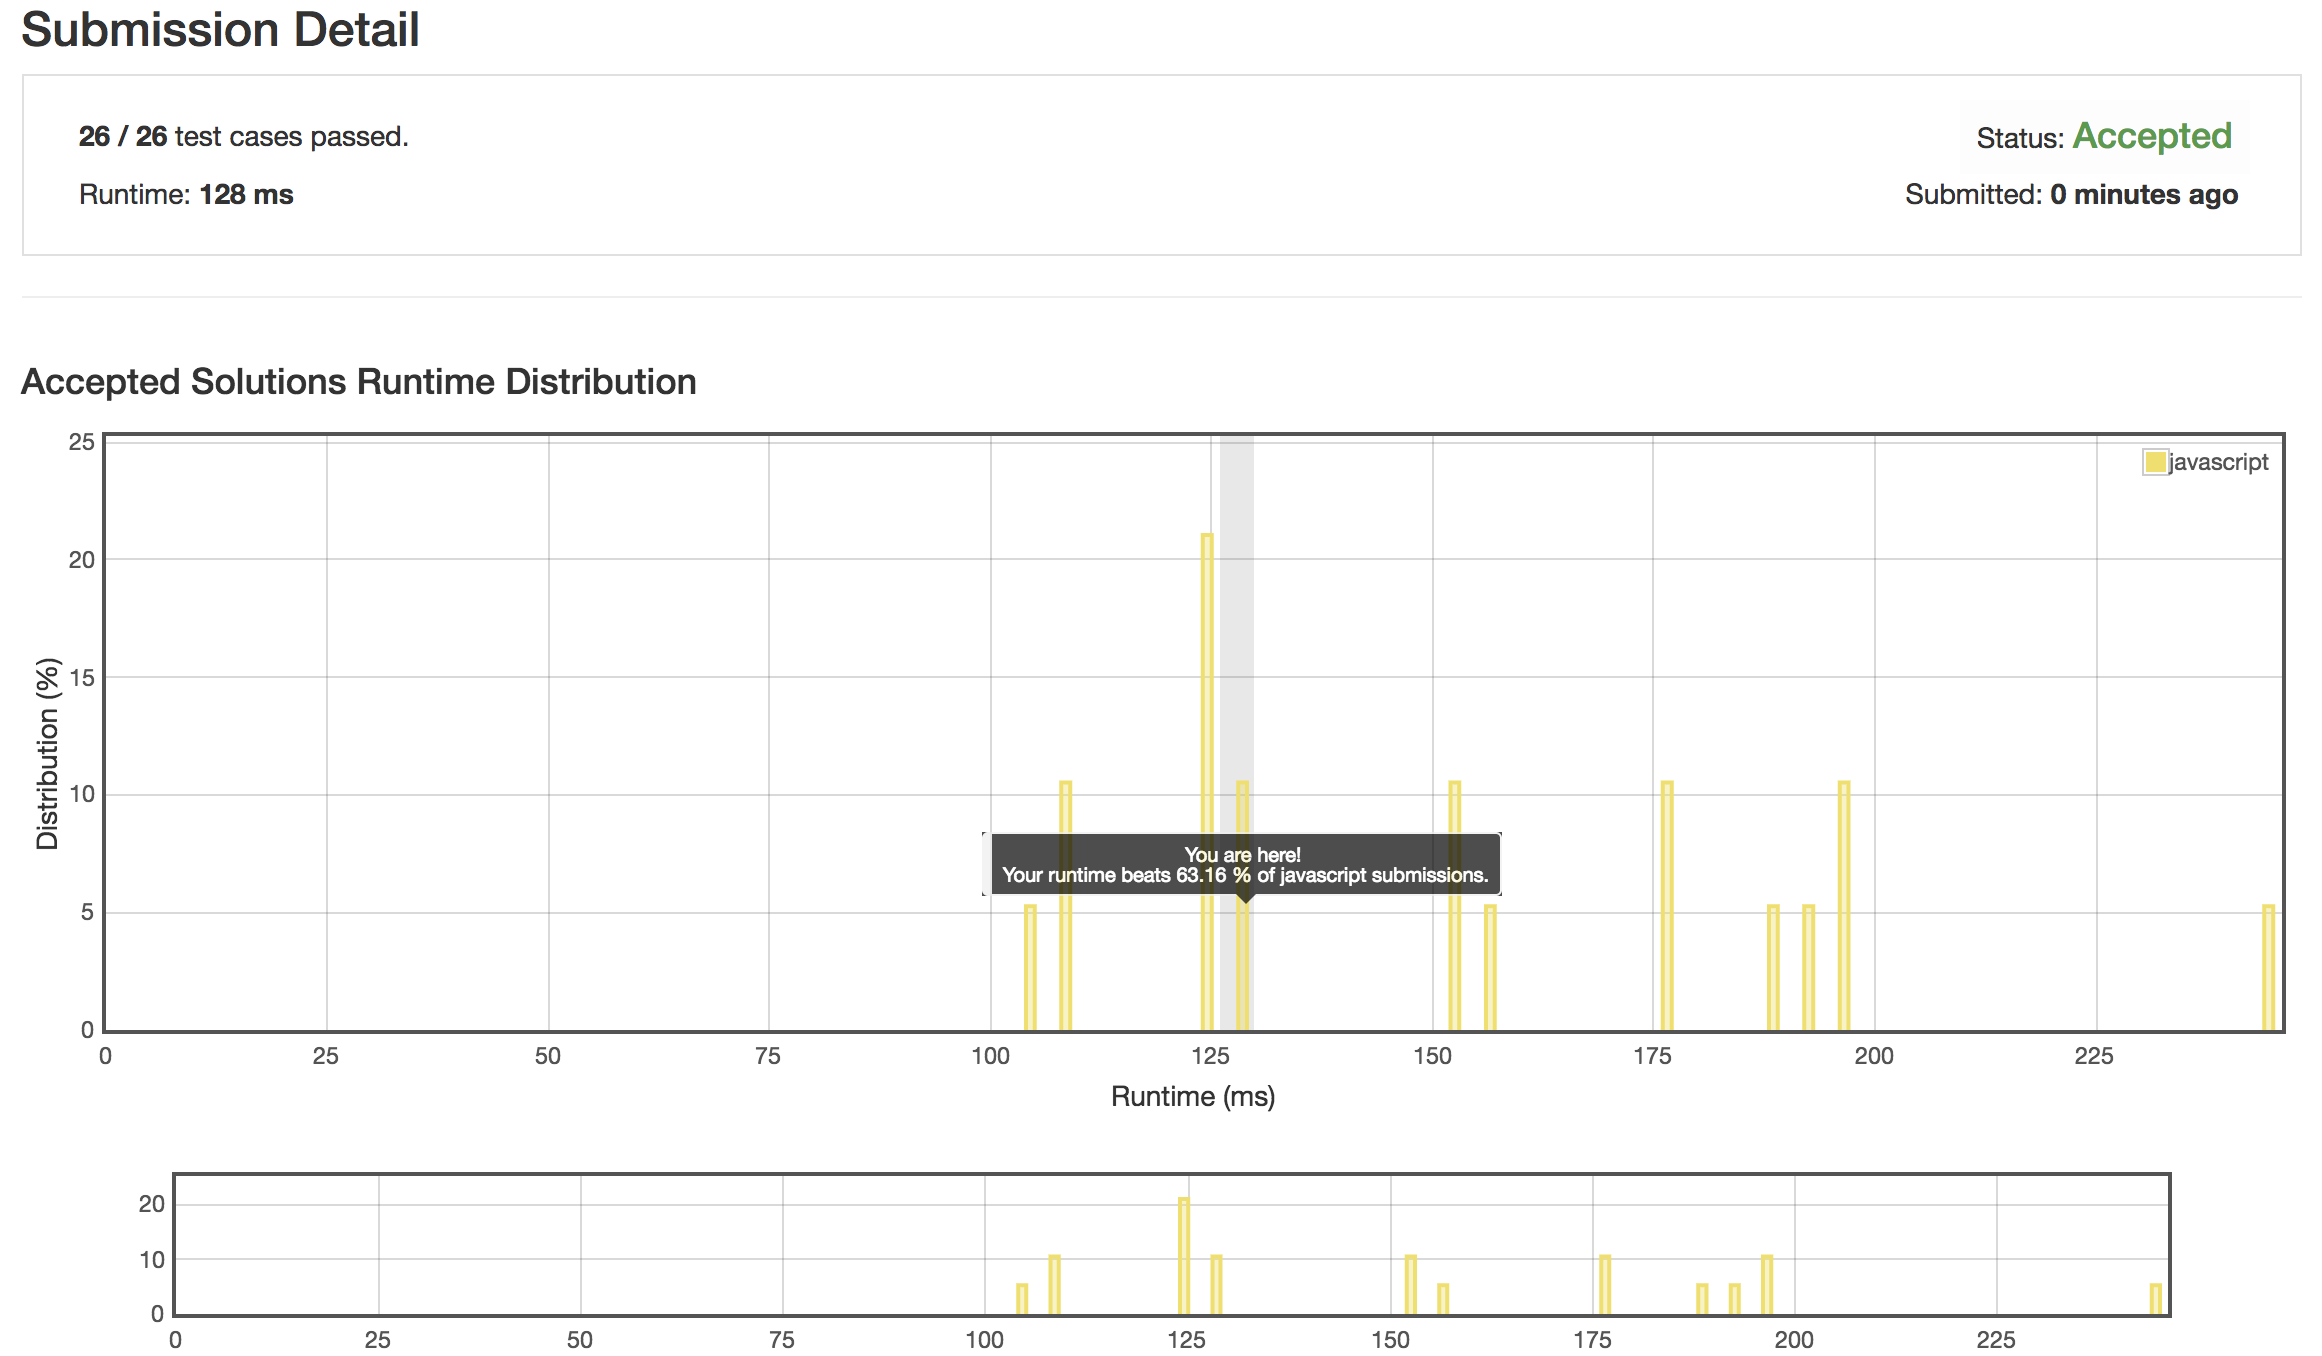 Submission Detail
26 / 26 test cases passed.
Status: Accepted
Runtime: 128 ms
Submitted: 0 minutes ago
Accepted Solutions Runtime Distribution
25
20
15
10
5
0
Distribution (%)
javascript
You are here!
Your runtime beats 63.16 % of javascript submissions.
0 25 50 75 100 125 150 175 200 225
Runtime (ms)
20
10
0
0 25 50 75 100 125 150 175 200 225